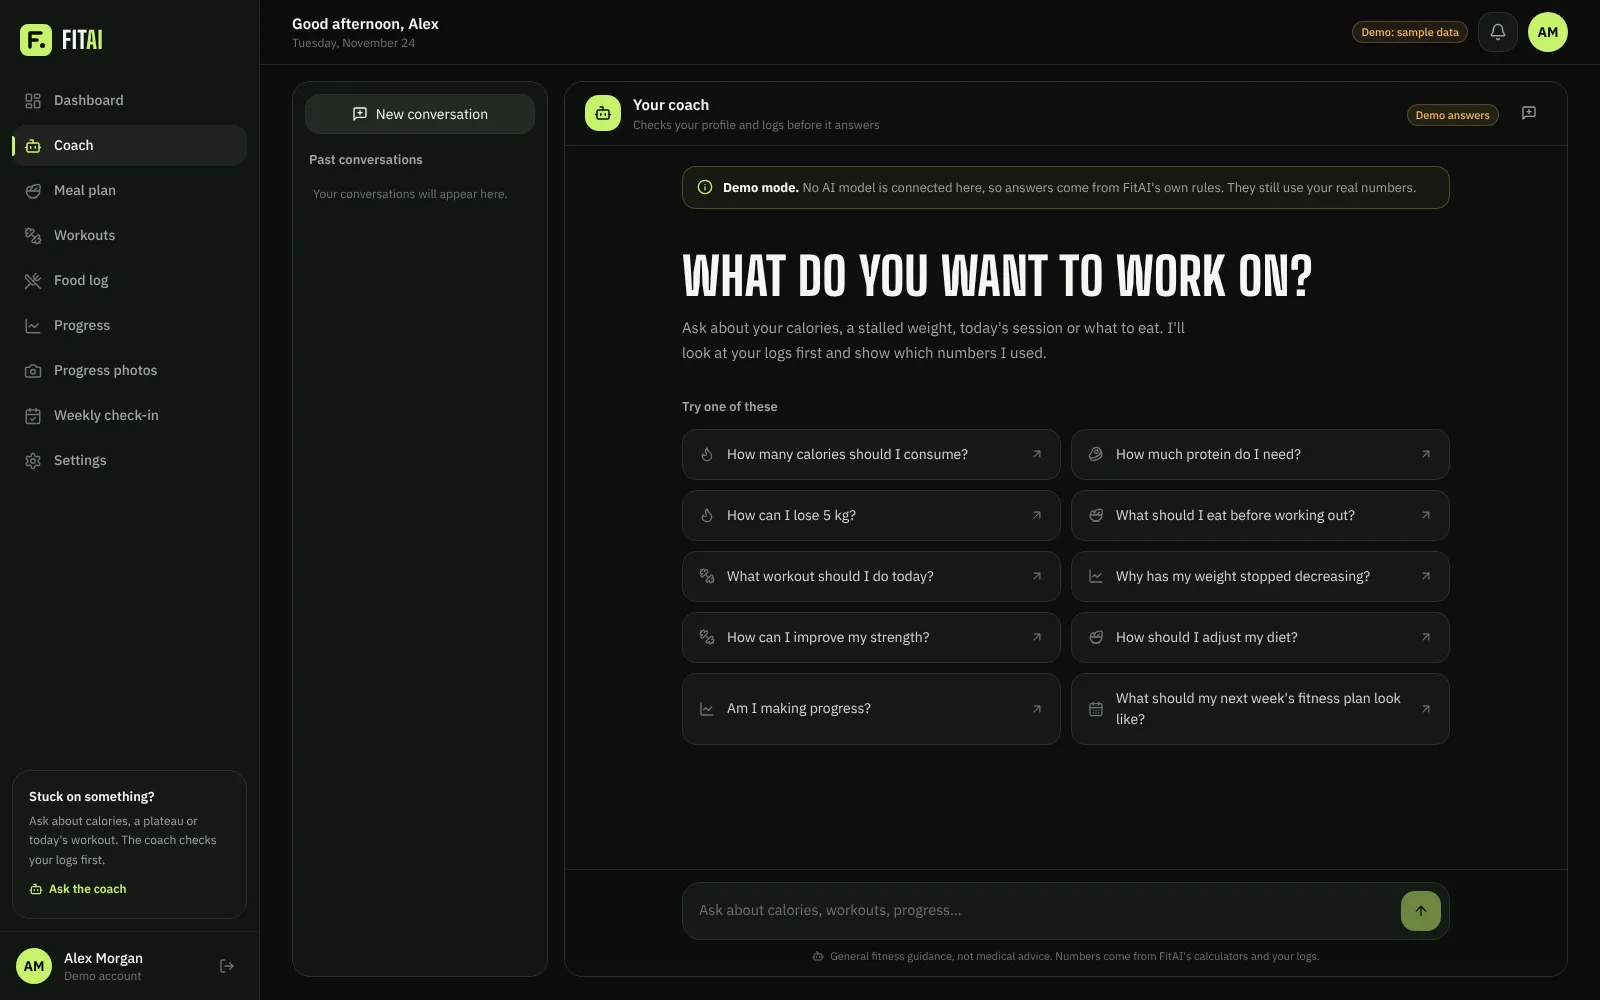 FITAI
Dashboard
Coach
Meal plan
Workouts
Food log
Progress
Progress photos
Weekly check-in
Settings
Stuck on something?
Ask about calories, a plateau or
today's workout. The coach checks
your logs first.
Ask the coach
AM
Alex Morgan
Demo account
Good afternoon, Alex
Tuesday, November 24
Demo: sample data
AM
New conversation
Past conversations
Your conversations will appear here.
Your coach
Checks your profile and logs before it answers
Demo answers
Demo mode. No AI model is connected here, so answers come from FitAI's own rules. They still use your real numbers.
WHAT DO YOU WANT TO WORK ON?
Ask about your calories, a stalled weight, today's session or what to eat. I'll
look at your logs first and show which numbers I used.
Try one of these
How many calories should I consume?
How much protein do I need?
How can I lose 5 kg?
What should I eat before working out?
What workout should I do today?
Why has my weight stopped decreasing?
How can I improve my strength?
How should I adjust my diet?
Am I making progress?
What should my next week's fitness plan look
like?
Ask about calories, workouts, progress...
General fitness guidance, not medical advice. Numbers come from FitAI's calculators and your logs.